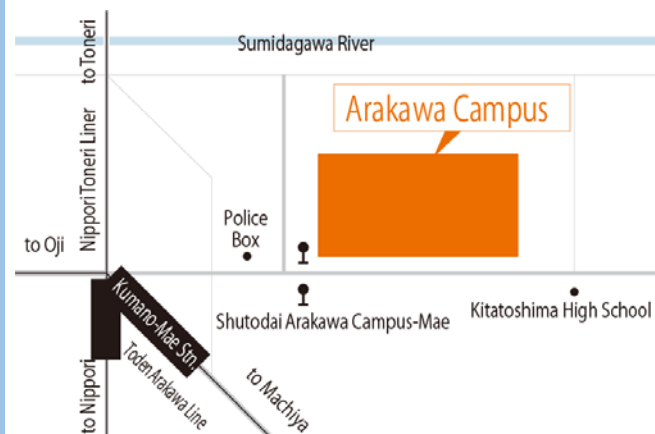 to Toneri
Sumidagawa River
Arakawa Campus
Nippori Toneri Liner
Police
Box
to Oji
Kumano-Mae Stn.
Shutodai Arakawa Campus-Mae
Kitatoshima High School
Toden Arakawa Line
to Machiya
to Nippori